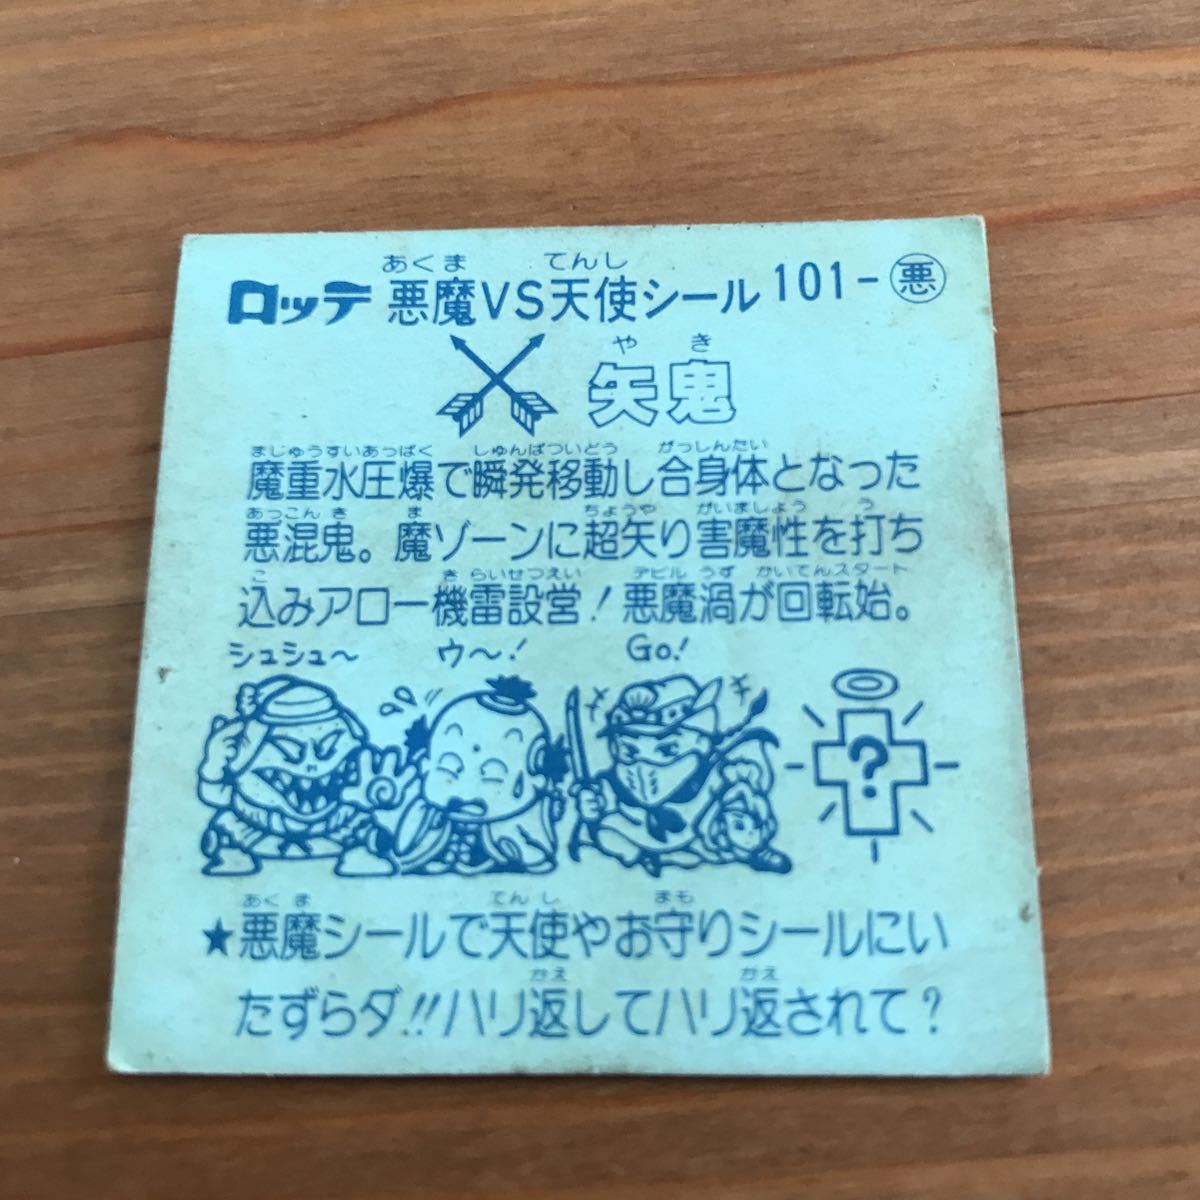 あくま てんし
ロッテ 悪魔VS天使シール 101-悪
やき
矢鬼
まじゅうすいあっぱく しゅんぱついどう がっしんたい
魔重水圧爆で瞬発移動し合身体となった
あっこんき ま ちょうや がいましょう う
悪混鬼。魔ゾーンに超矢り害魔性を打ち
こ きらいせつえい デビルうず かいてんスタート
込みアロー機雷設営!悪魔渦が回転始。
シュシュ〜 ウ〜! Go!
?
あくま てんし まも
★悪魔シールで天使やお守りシールにい
かえ かえ
たずらダ!!ハリ返してハリ返されて?